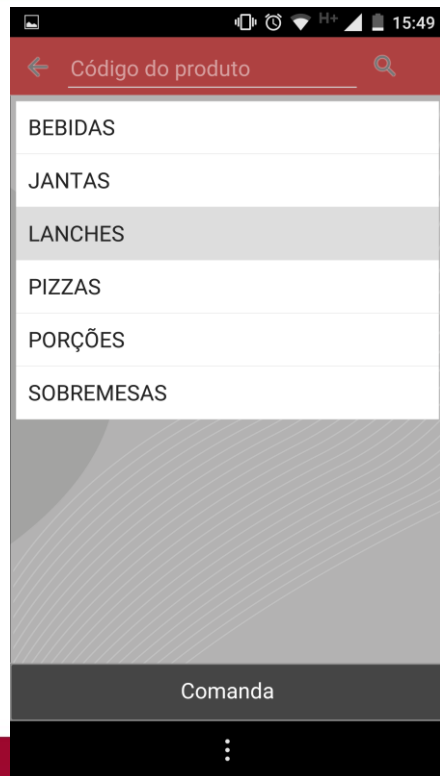 H+ 15:49
Código do produto
BEBIDAS
JANTAS
LANCHES
PIZZAS
PORÇÕES
SOBREMESAS
Comanda